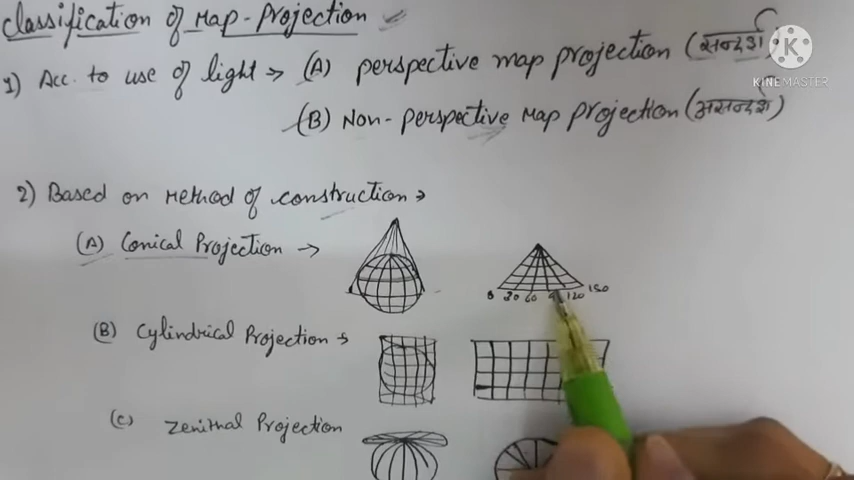 Classification of Map-Projection
1) Acc. to use of light → (A) perspective map projection (सन्दर्श)
(B) Non-perspective Map projection (असन्दर्श)
2) Based on Method of construction →
(A) Conical Projection →
0 30 60 90 120 150
(B) Cylindrical Projection →
(C) Zenithal Projection
K
KINEMASTER